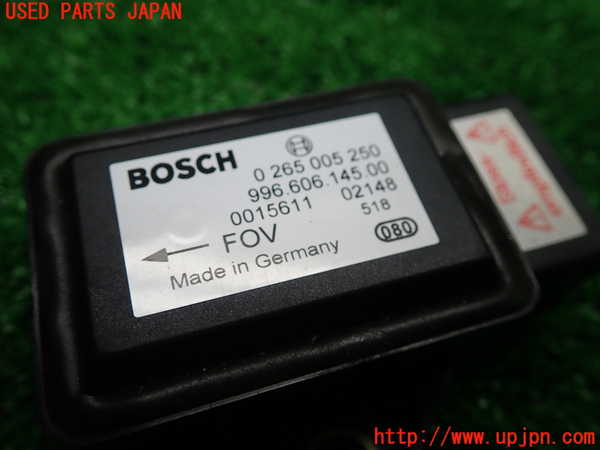 USED PARTS JAPAN
BOSCH 0 265 005 250
996.606.145.00
0015611 02148
← FOV 518
080
Made in Germany
http://www.upjpn.com/